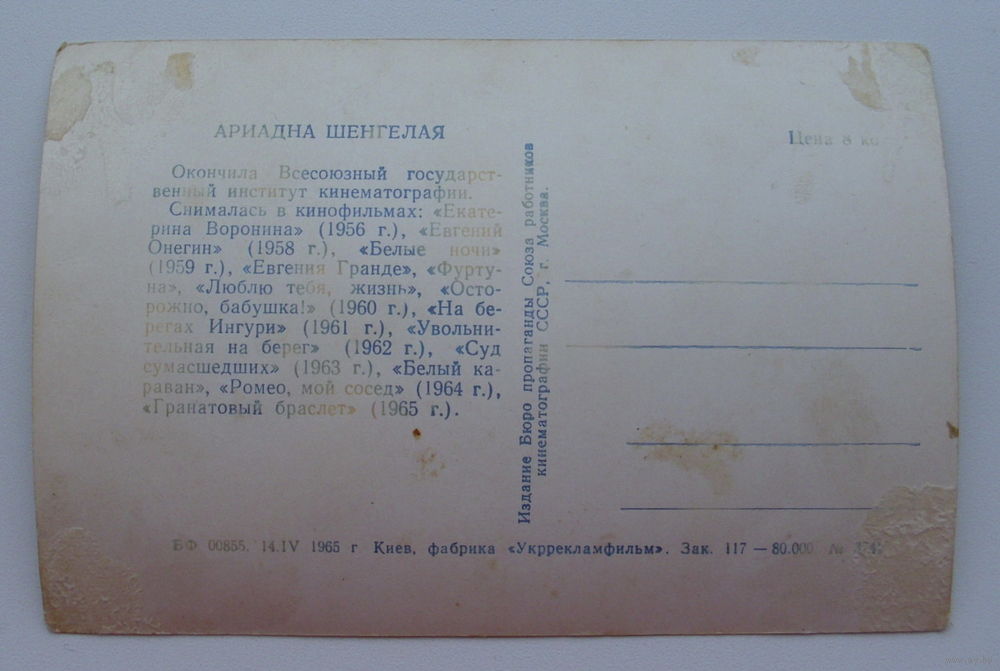 АРИАДНА ШЕНГЕЛАЯ
Окончила Всесоюзный государст-
венный институт кинематографии.
Снималась в кинофильмах: «Екате-
рина Воронина» (1956 г.), «Евгений
Онегин» (1958 г.), «Белые ночи»
(1959 г.), «Евгения Гранде», «Фурту-
на», «Люблю тебя, жизнь», «Осто-
рожно, бабушка!» (1960 г.), «На бе-
регах Ингури» (1961 г.), «Увольни-
тельная на берег» (1962 г.), «Суд
сумасшедших» (1963 г.), «Белый ка-
раван», «Ромео, мой сосед» (1964 г.),
«Гранатовый браслет» (1965 г.).
Издание Бюро пропаганды Союза работников
кинематографии СССР, г. Москва.
Цена 8 ко
БФ 00855. 14.IV 1965 г Киев, фабрика «Укррекламфильм». Зак. 117 — 80.000. №